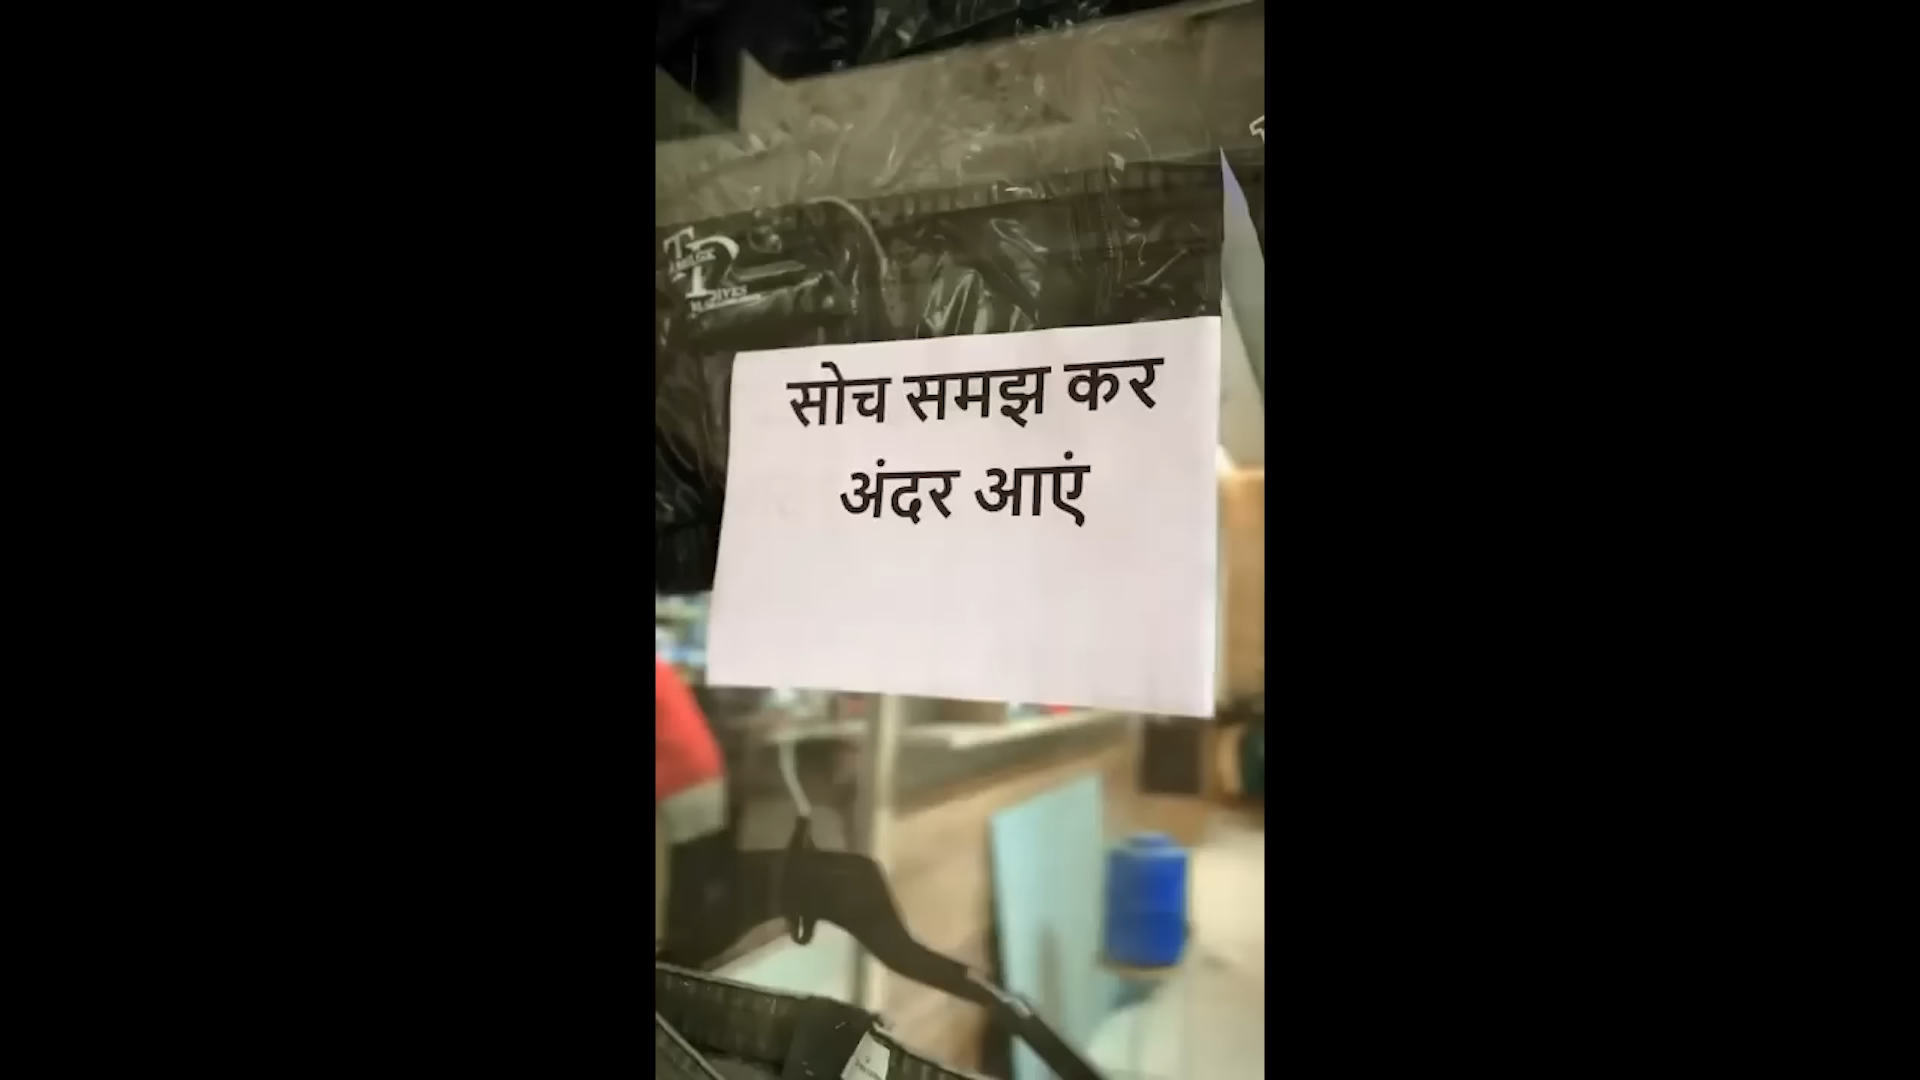 सोच समझ कर
अंदर आएं